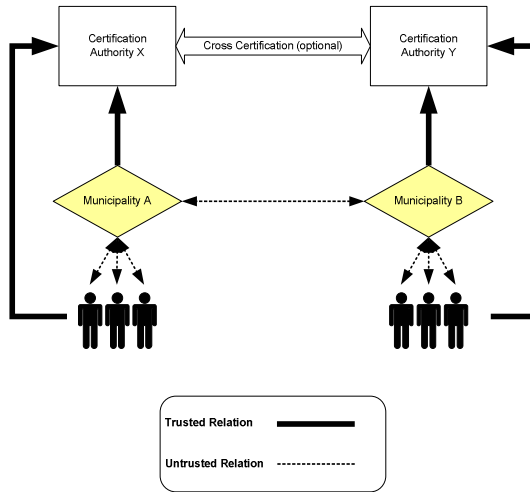 Certification
Authority X
Cross Certification (optional)
Certification
Authority Y
Municipality A
Municipality B
Trusted Relation
Untrusted Relation